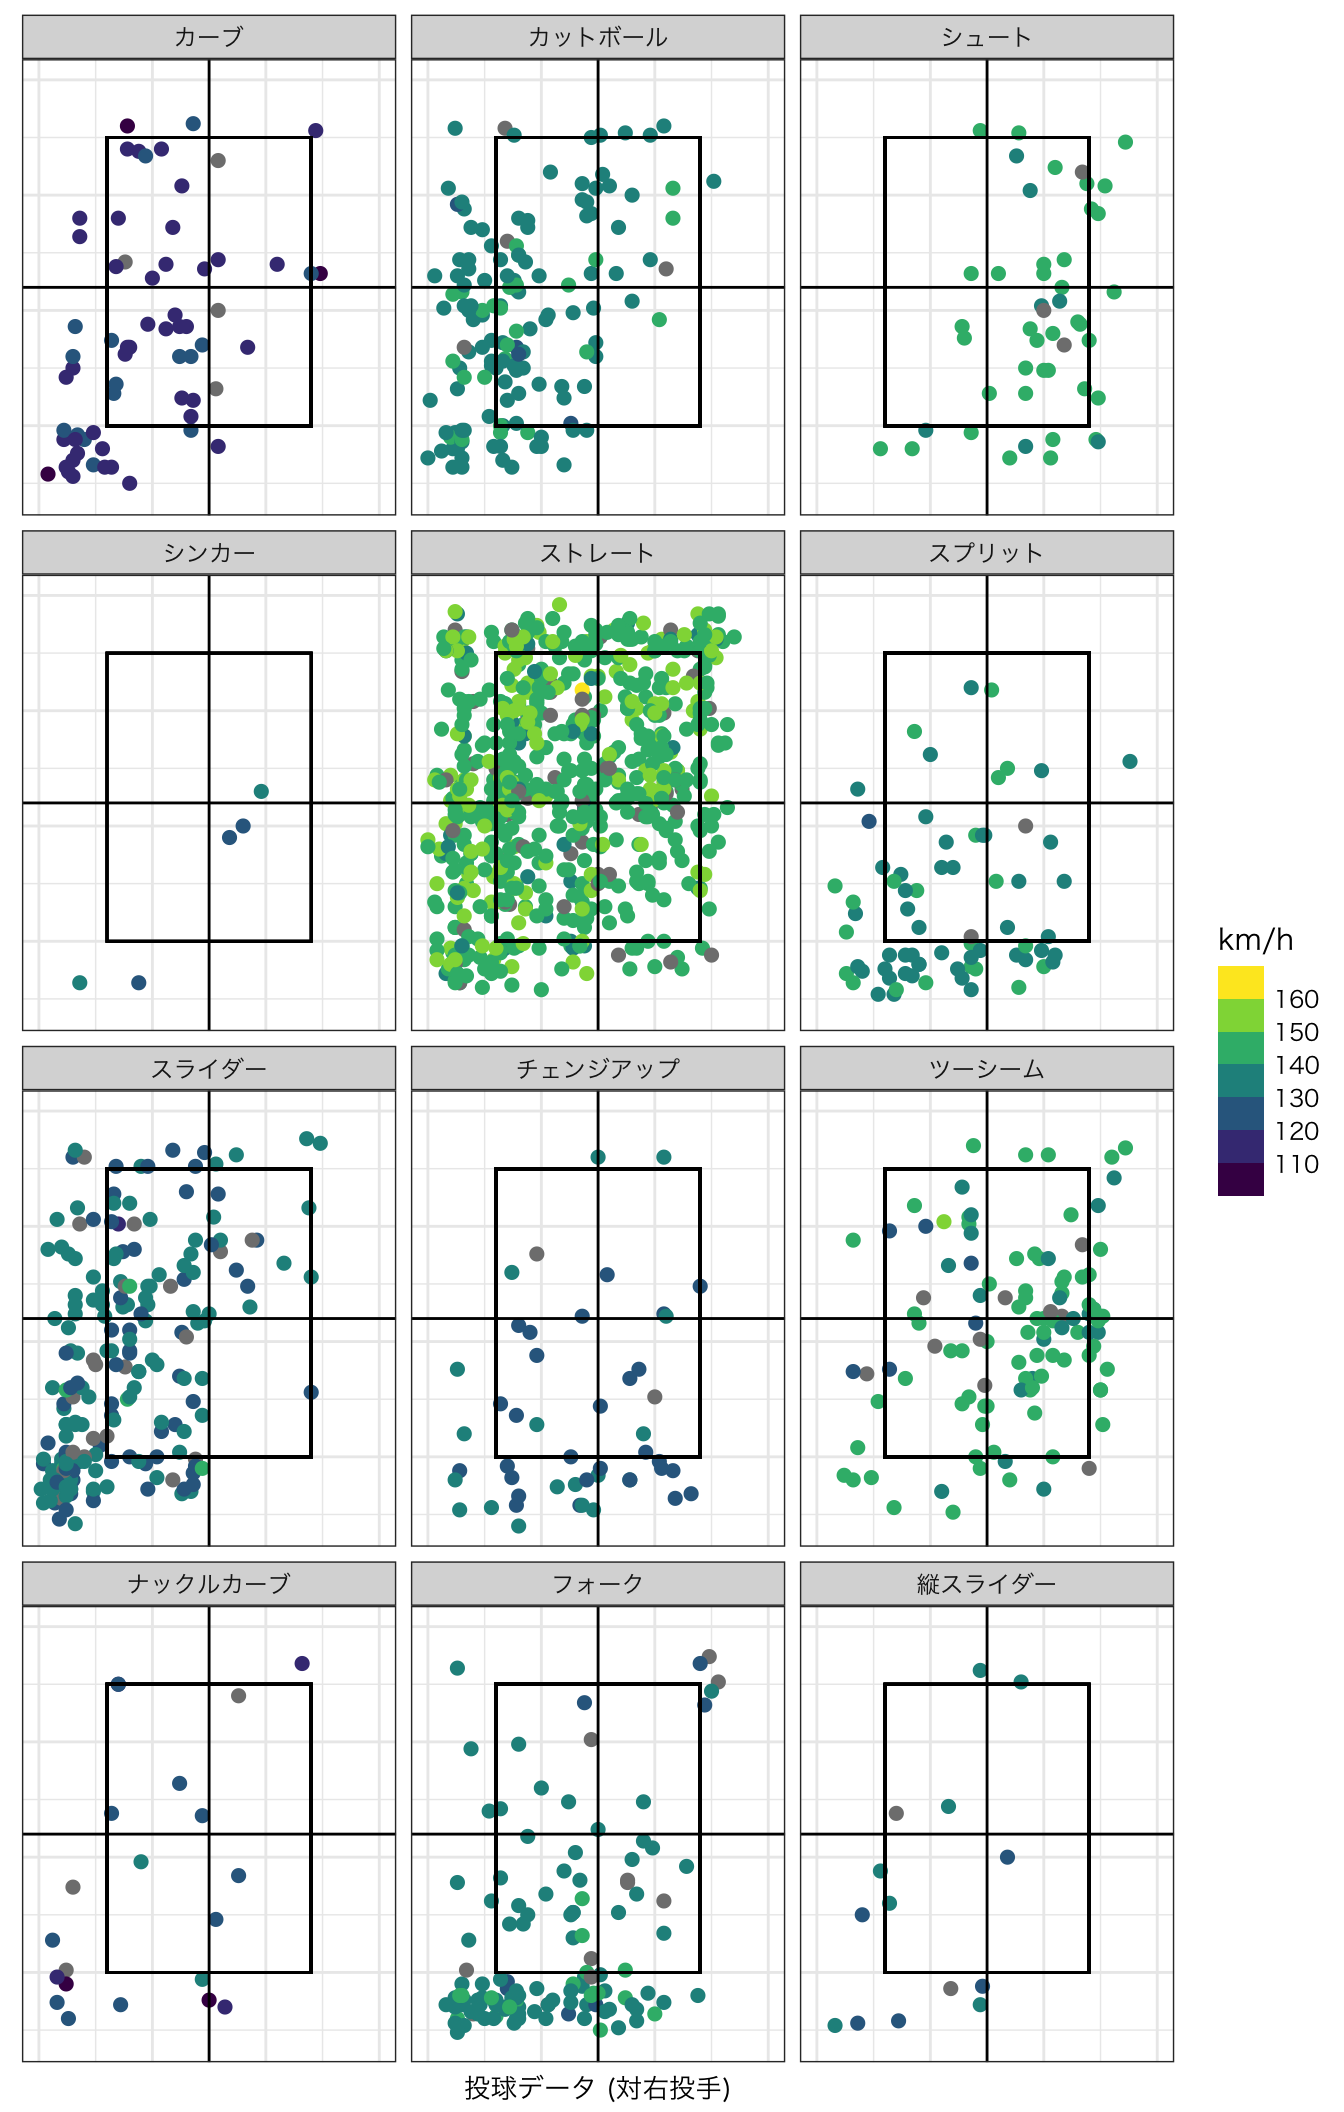 カーブ
カットボール
シュート
シンカー
ストレート
スプリット
スライダー
チェンジアップ
ツーシーム
ナックルカーブ
フォーク
縦スライダー
km/h
160
150
140
130
120
110
投球データ (対右投手)